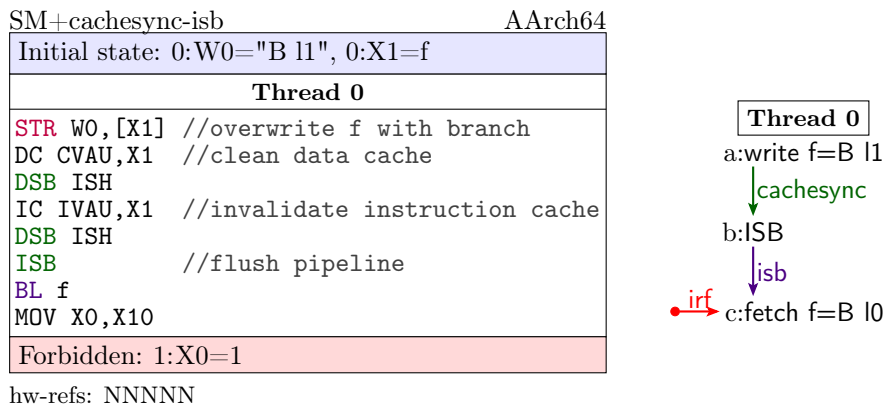 SM+cachesync-isb AArch64
Initial state: 0:W0="B l1", 0:X1=f
Thread 0
STR W0,[X1] //overwrite f with branch
DC CVAU,X1 //clean data cache
DSB ISH
IC IVAU,X1 //invalidate instruction cache
DSB ISH
ISB //flush pipeline
BL f
MOV X0,X10
Forbidden: 1:X0=1
hw-refs: NNNNN
Thread 0
a:write f=B l1
cachesync
b:ISB
isb
irf
c:fetch f=B l0